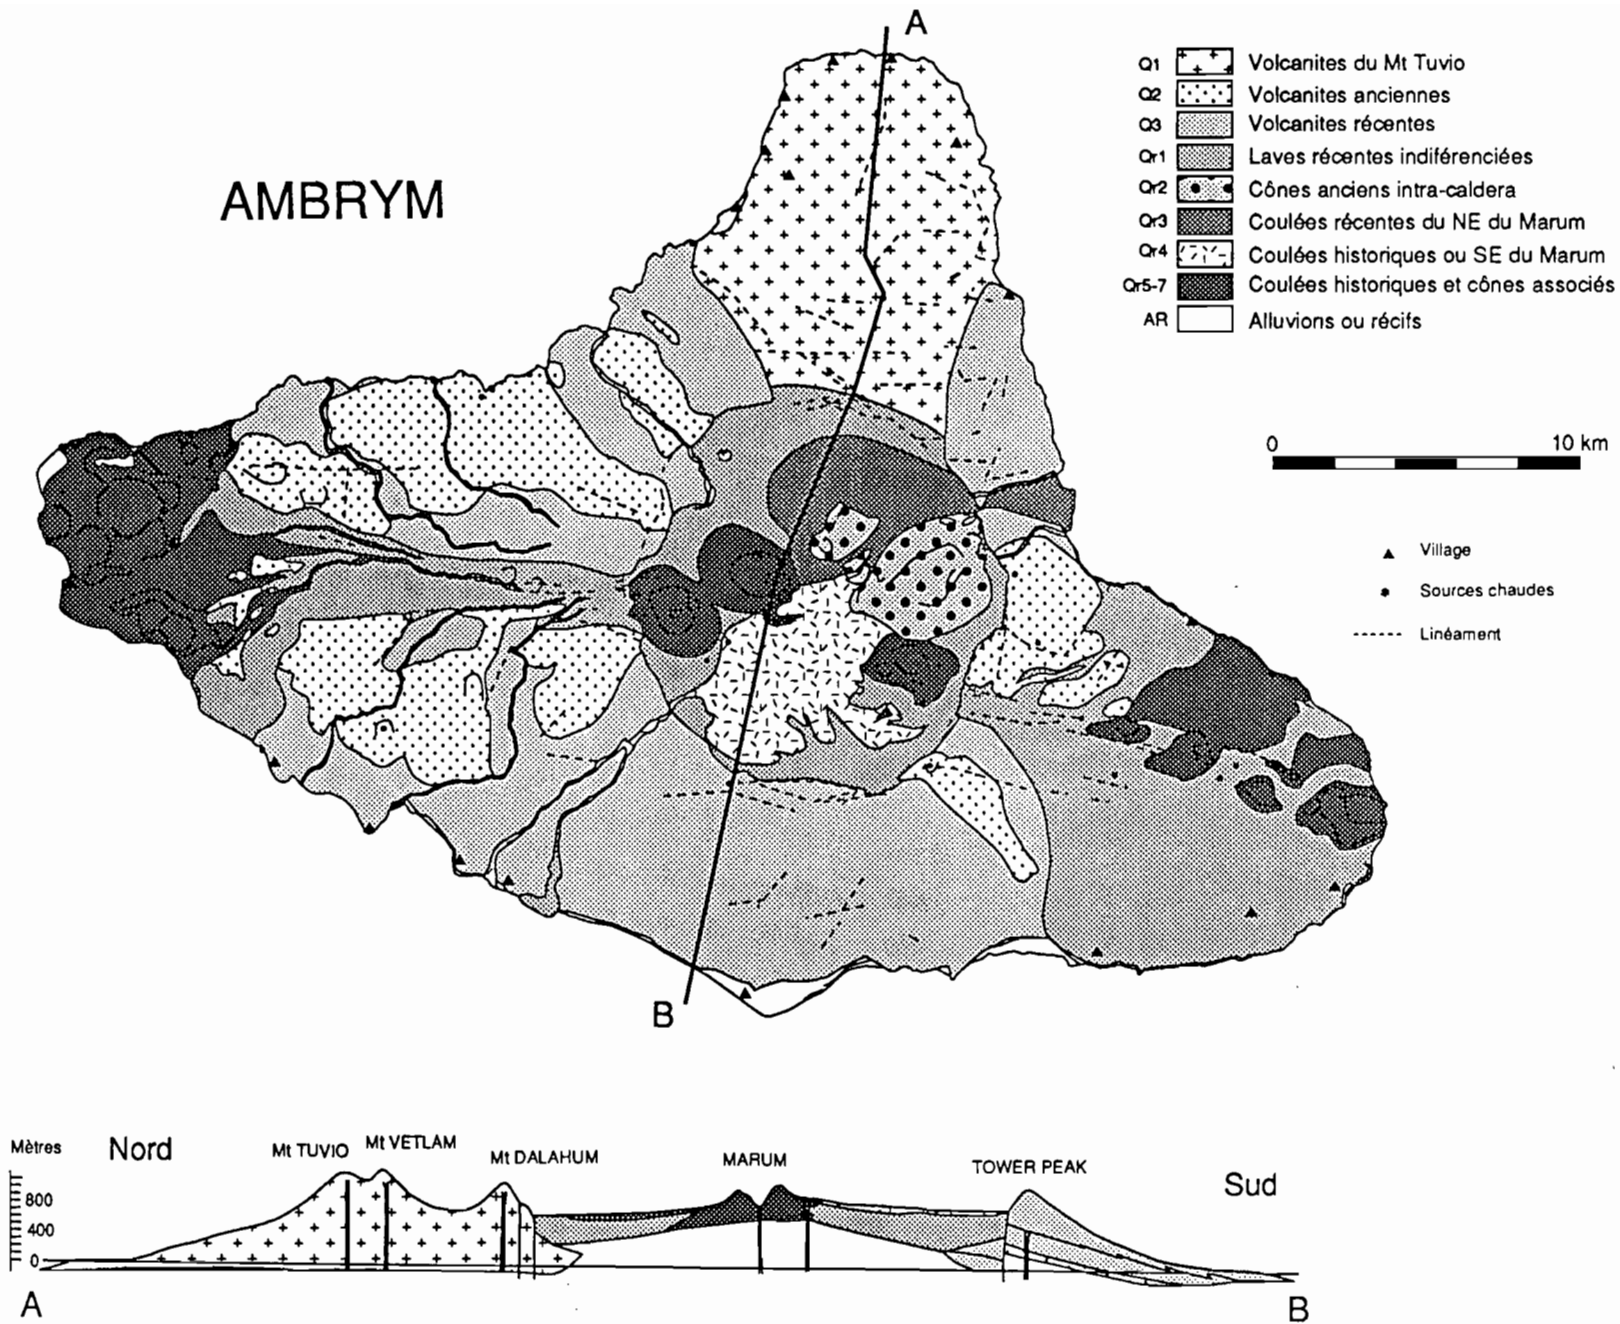 A
AMBRYM
Q1 Volcanites du Mt Tuvio
Q2 Volcanites anciennes
Q3 Volcanites récentes
Qr1 Laves récentes indiférenciées
Qr2 Cônes anciens intra-caldera
Qr3 Coulées récentes du NE du Marum
Qr4 Coulées historiques ou SE du Marum
Qr5-7 Coulées historiques et cônes associés
AR Alluvions ou récifs
0 10 km
Village
Sources chaudes
Linéament
B
Mètres Nord Mt TUVIO Mt VETLAM Mt DALAHUM MARUM TOWER PEAK Sud
800
400
0
A B